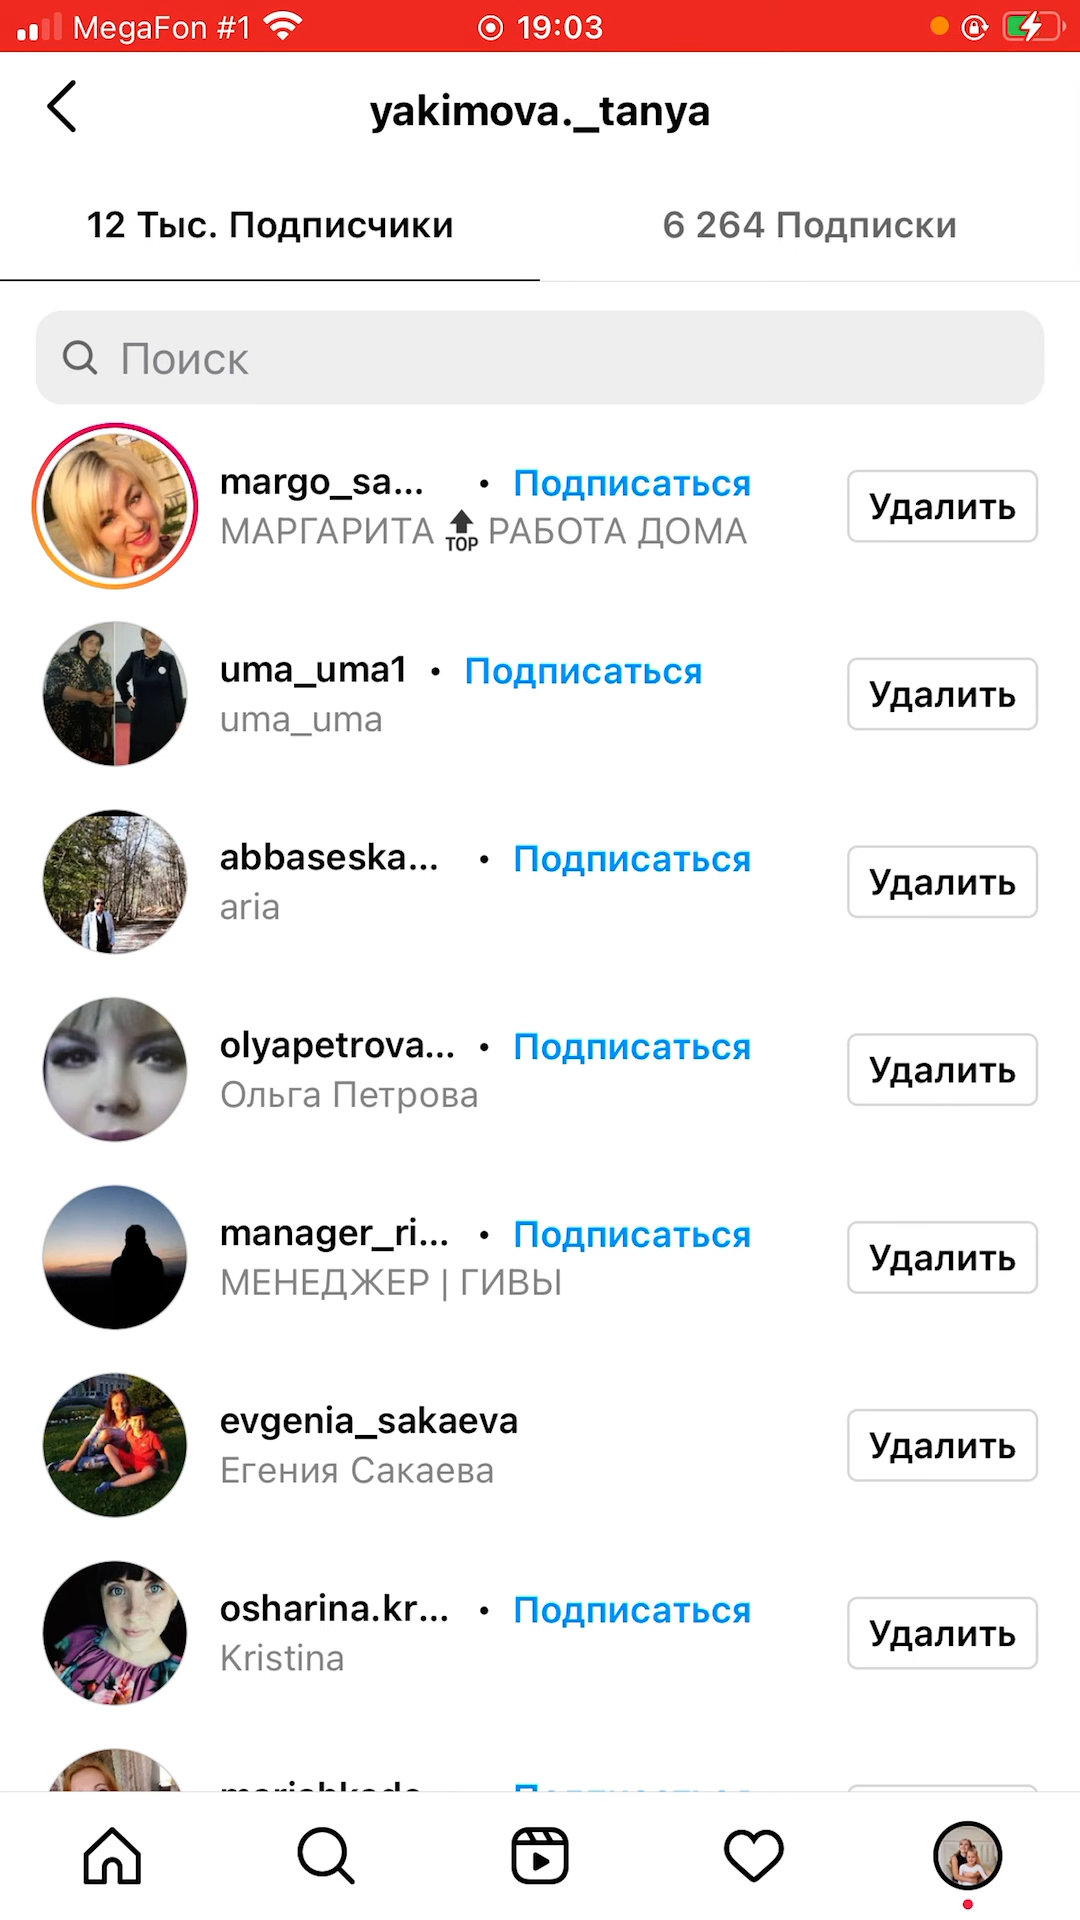 MegaFon #1 19:03
yakimova._tanya
12 Тыс. Подписчики 6 264 Подписки
Поиск
margo_sa... • Подписаться
МАРГАРИТА 🔝 РАБОТА ДОМА
Удалить
uma_uma1 • Подписаться
uma_uma
Удалить
abbaseska... • Подписаться
aria
Удалить
olyapetrova... • Подписаться
Ольга Петрова
Удалить
manager_ri... • Подписаться
МЕНЕДЖЕР | ГИВЫ
Удалить
evgenia_sakaeva
Егения Сакаева
Удалить
osharina.kr... • Подписаться
Kristina
Удалить